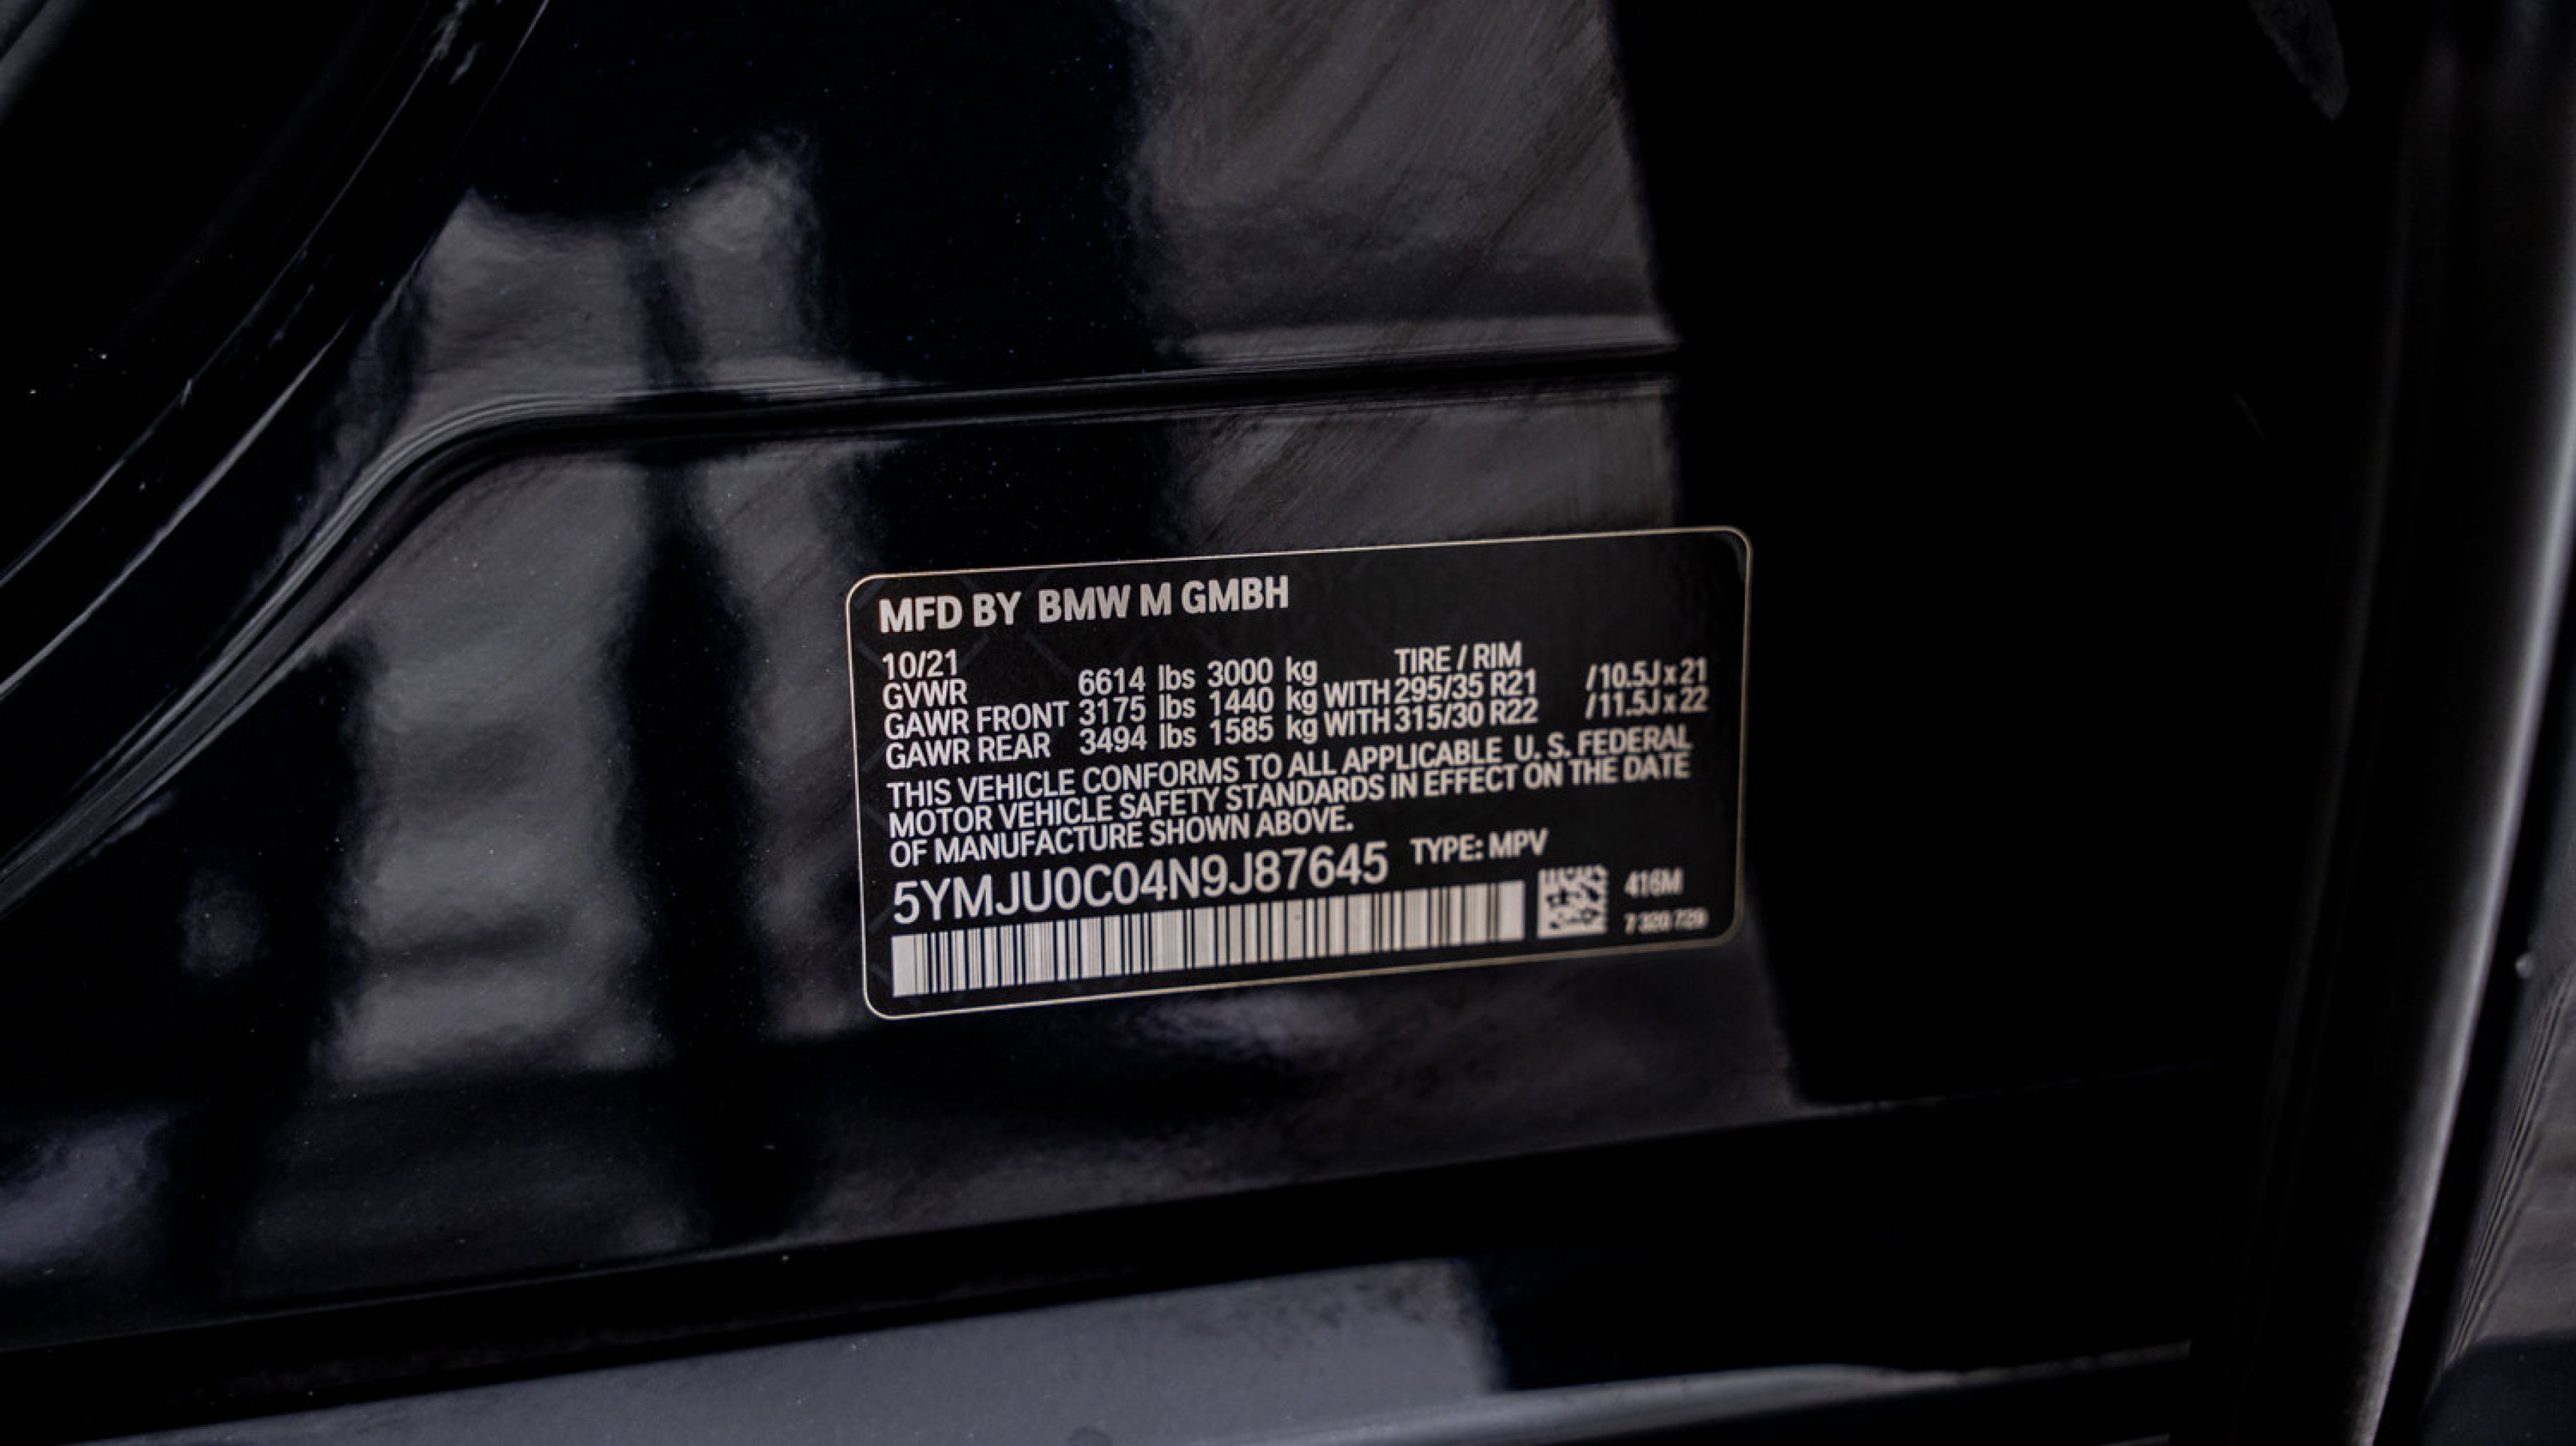 MFD BY BMW M GMBH
10/21 TIRE / RIM
GVWR 6614 lbs 3000 kg
GAWR FRONT 3175 lbs 1440 kg WITH 295/35 R21 /10.5J x 21
GAWR REAR 3494 lbs 1585 kg WITH 315/30 R22 /11.5J x 22
THIS VEHICLE CONFORMS TO ALL APPLICABLE U. S. FEDERAL
MOTOR VEHICLE SAFETY STANDARDS IN EFFECT ON THE DATE
OF MANUFACTURE SHOWN ABOVE.
5YMJU0C04N9J87645 TYPE: MPV
416M
7 320 729